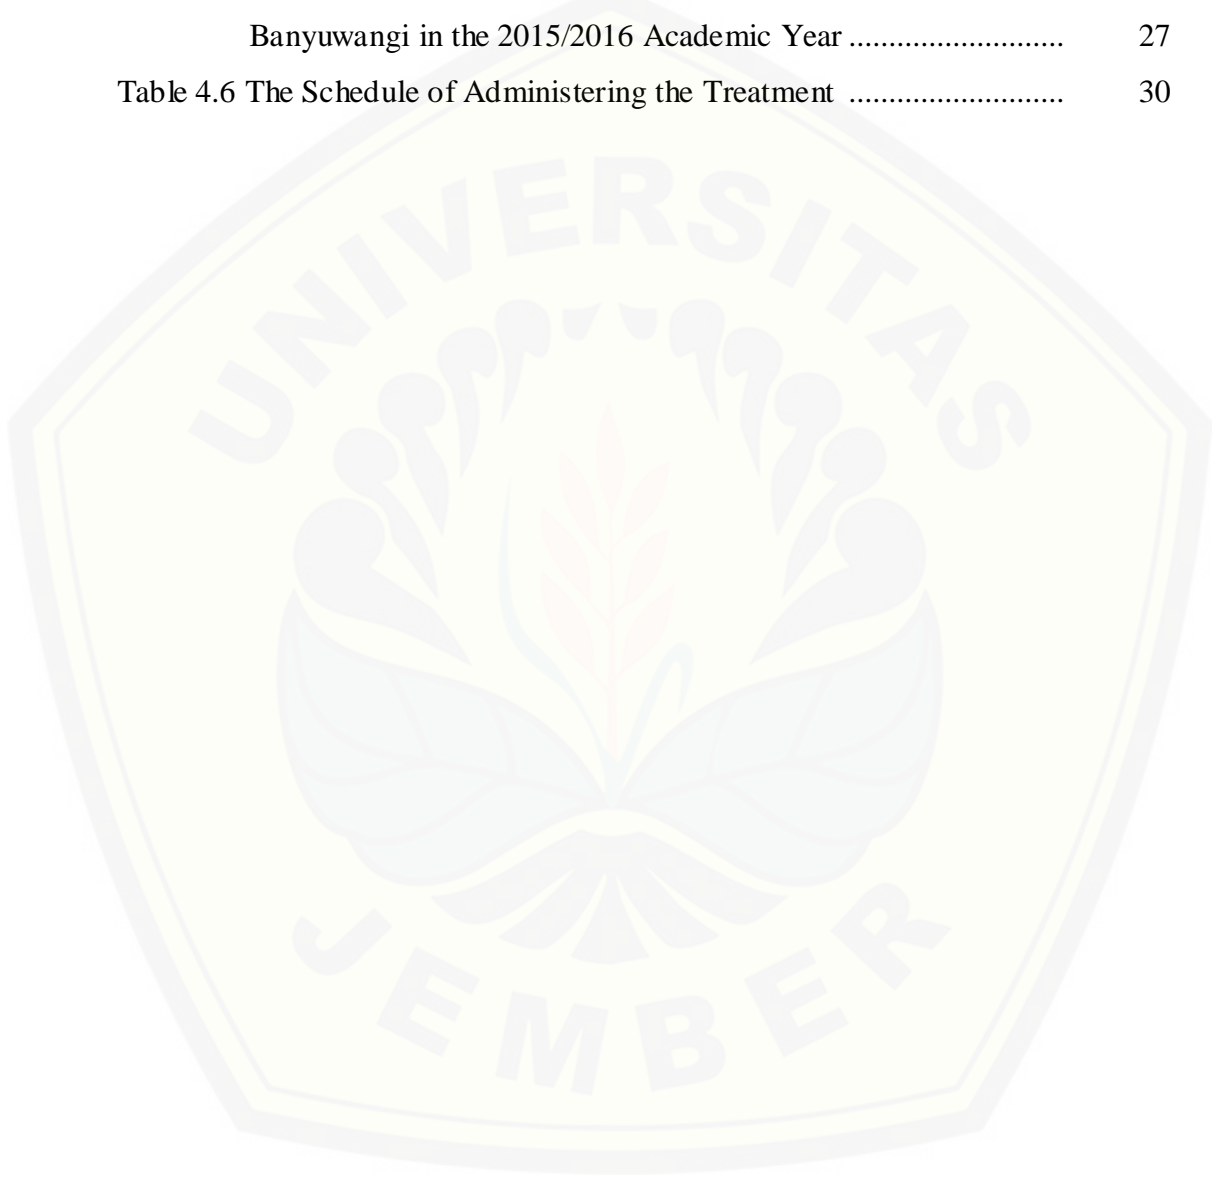 Banyuwangi in the 2015/2016 Academic Year ........................... 27
Table 4.6 The Schedule of Administering the Treatment ........................... 30
UNIVERSITAS
JEMBER